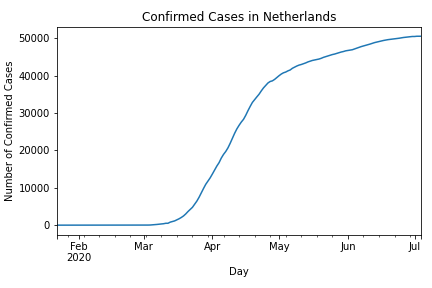 Confirmed Cases in Netherlands
50000
40000
30000
20000
10000
0
Number of Confirmed Cases
Feb
2020
Mar
Apr
May
Jun
Jul
Day